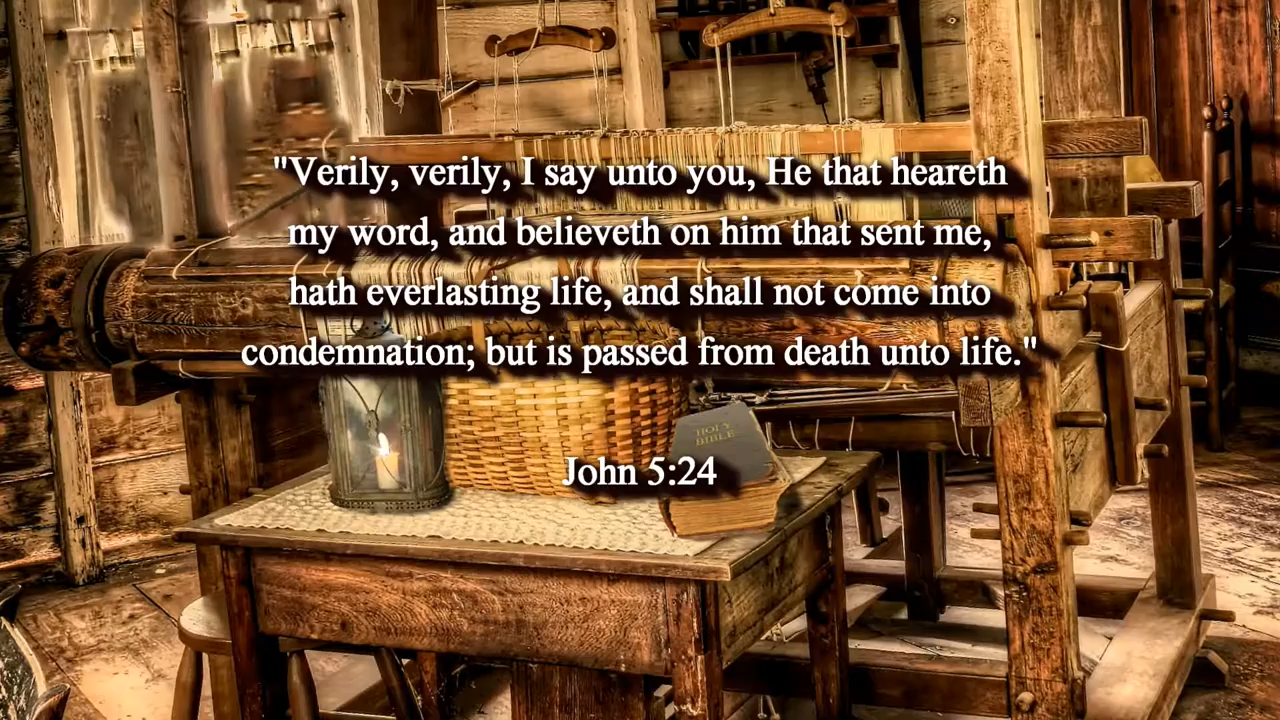 "Verily, verily, I say unto you, He that heareth
my word, and believeth on him that sent me,
hath everlasting life, and shall not come into
condemnation; but is passed from death unto life."
John 5:24
HOLY
BIBLE